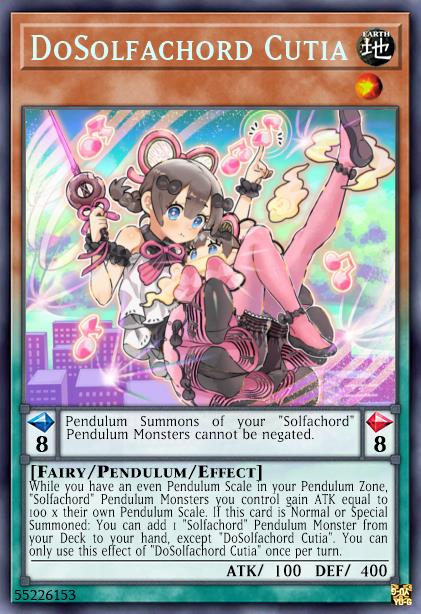 DoSolfachord Cutia
EARTH
地
Pendulum Summons of your "Solfachord"
Pendulum Monsters cannot be negated.
8
8
[Fairy/Pendulum/Effect]
While you have an even Pendulum Scale in your Pendulum Zone,
"Solfachord" Pendulum Monsters you control gain ATK equal to
100 x their own Pendulum Scale. If this card is Normal or Special
Summoned: You can add 1 "Solfachord" Pendulum Monster from
your Deck to your hand, except "DoSolfachord Cutia". You can
only use this effect of "DoSolfachord Cutia" once per turn.
ATK/ 100 DEF/ 400
55226153